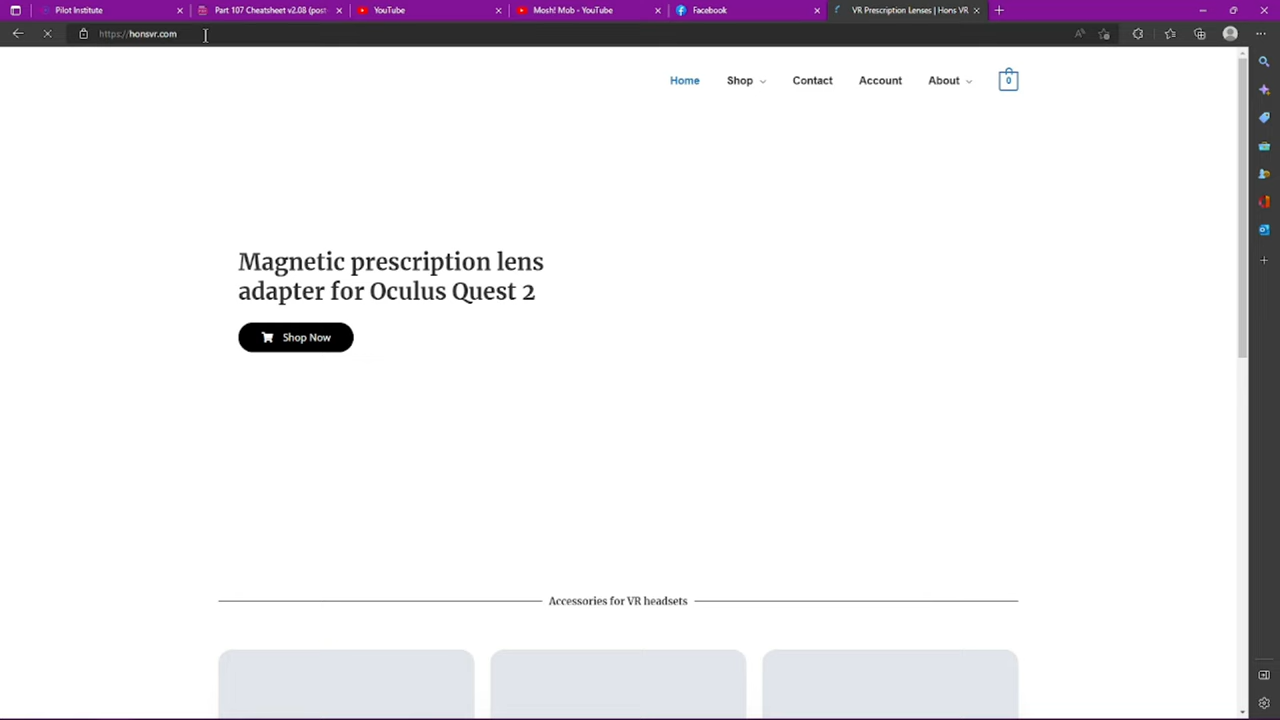 Pilot Institute
Part 107 Cheatsheet v2.08 (post
YouTube
Mosh! Mob - YouTube
Facebook
VR Prescription Lenses | Hons VR
https://honsvr.com
Home
Shop
Contact
Account
About
0
Magnetic prescription lens
adapter for Oculus Quest 2
Shop Now
Accessories for VR headsets